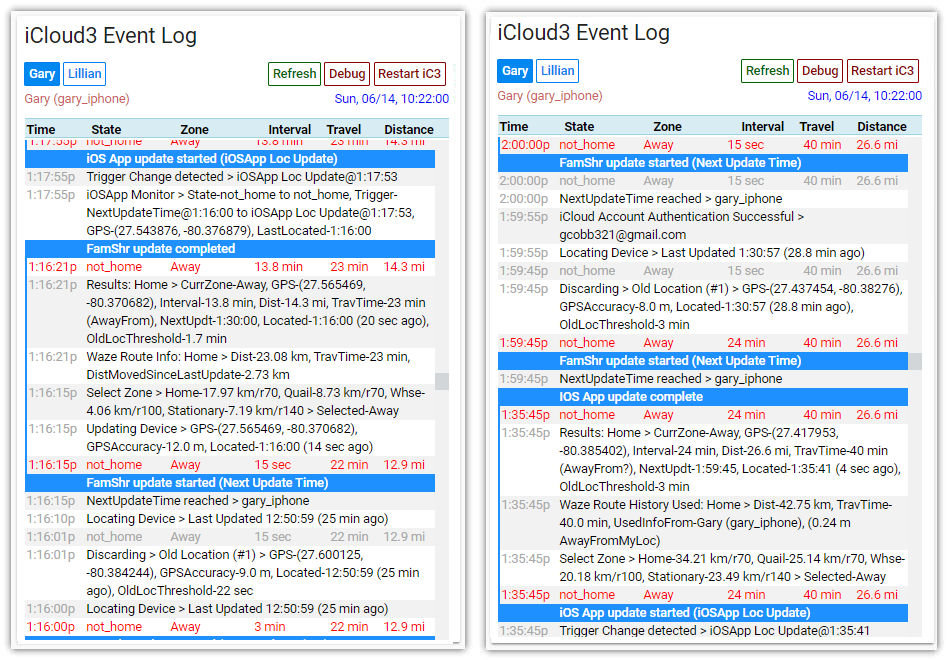 iCloud3 Event Log
Gary Lillian Refresh Debug Restart iC3
Gary (gary_iphone) Sun, 06/14, 10:22:00
Time State Zone Interval Travel Distance
1:17:55p not_home Away 13.8 min 23 min 14.3 mi
iOS App update started (iOSApp Loc Update)
1:17:55p Trigger Change detected > iOSApp Loc Update@1:17:53
1:17:55p iOSApp Monitor > State-not_home to not_home, Trigger-
NextUpdateTime@1:16:00 to iOSApp Loc Update@1:17:53,
GPS-(27.543876, -80.376879), LastLocated-1:16:00
FamShr update completed
1:16:21p not_home Away 13.8 min 23 min 14.3 mi
1:16:21p Results: Home > CurrZone-Away, GPS-(27.565469,
-80.370682), Interval-13.8 min, Dist-14.3 mi, TravTime-23 min
(AwayFrom), NextUpdt-1:30:00, Located-1:16:00 (20 sec ago),
OldLocThreshold-1.7 min
1:16:21p Waze Route Info: Home > Dist-23.08 km, TravTime-23 min,
DistMovedSinceLastUpdate-2.73 km
1:16:15p Select Zone > Home-17.97 km/r70, Quail-8.73 km/r70, Whse-
4.06 km/r100, Stationary-7.19 km/r140 > Selected-Away
1:16:15p Updating Device > GPS-(27.565469, -80.370682),
GPSAccuracy-12.0 m, Located-1:16:00 (14 sec ago)
1:16:15p not_home Away 15 sec 22 min 12.9 mi
FamShr update started (Next Update Time)
1:16:15p NextUpdateTime reached > gary_iphone
1:16:10p Locating Device > Last Updated 12:50:59 (25 min ago)
1:16:01p not_home Away 15 sec 22 min 12.9 mi
1:16:01p Discarding > Old Location (#1) > GPS-(27.600125,
-80.384244), GPSAccuracy-9.0 m, Located-12:50:59 (25 min
ago), OldLocThreshold-22 sec
1:16:00p Locating Device > Last Updated 12:50:59 (25 min ago)
1:16:00p not_home Away 3 min 22 min 12.9 mi
iCloud3 Event Log
Gary Lillian Refresh Debug Restart iC3
Gary (gary_iphone) Sun, 06/14, 10:22:00
Time State Zone Interval Travel Distance
2:00:00p not_home Away 15 sec 40 min 26.6 mi
FamShr update started (Next Update Time)
2:00:00p not_home Away 15 sec 40 min 26.6 mi
2:00:00p NextUpdateTime reached > gary_iphone
1:59:55p iCloud Account Authentication Successful >
gcobb321@gmail.com
1:59:55p Locating Device > Last Updated 1:30:57 (28.8 min ago)
1:59:45p not_home Away 15 sec 40 min 26.6 mi
1:59:45p Discarding > Old Location (#1) > GPS-(27.437454, -80.38276),
GPSAccuracy-8.0 m, Located-1:30:57 (28.8 min ago),
OldLocThreshold-3 min
1:59:45p not_home Away 24 min 40 min 26.6 mi
FamShr update started (Next Update Time)
1:59:45p NextUpdateTime reached > gary_iphone
IOS App update complete
1:35:45p not_home Away 24 min 40 min 26.6 mi
1:35:45p Results: Home > CurrZone-Away, GPS-(27.417953,
-80.385402), Interval-24 min, Dist-26.6 mi, TravTime-40 min
(AwayFrom?), NextUpdt-1:59:45, Located-1:35:41 (4 sec ago),
OldLocThreshold-3 min
1:35:45p Waze Route History Used: Home > Dist-42.75 km, TravTime-
40.0 min, UsedInfoFrom-Gary (gary_iphone), (0.24 m
AwayFromMyLoc)
1:35:45p Select Zone > Home-34.21 km/r70, Quail-25.14 km/r70, Whse-
20.18 km/r100, Stationary-23.49 km/r140 > Selected-Away
1:35:45p not_home Away 24 min 40 min 26.6 mi
iOS App update started (iOSApp Loc Update)
1:35:45p Trigger Change detected > iOSApp Loc Update@1:35:41